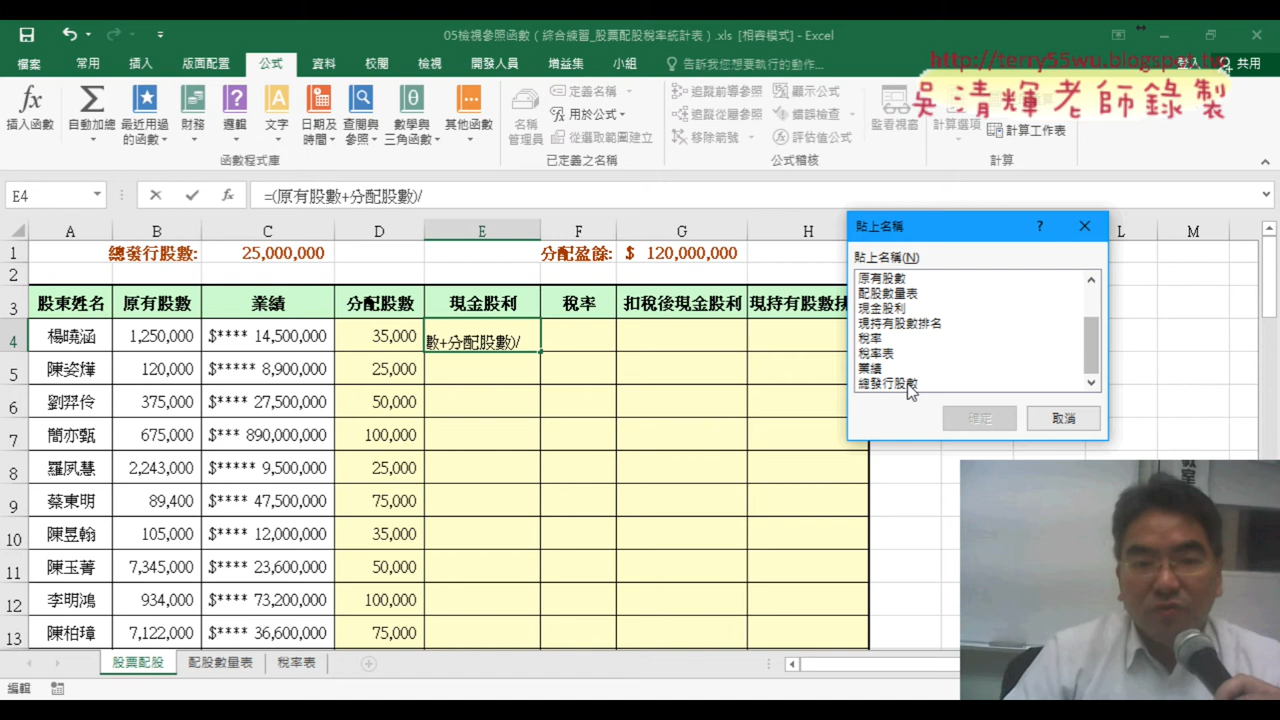 05檢視參照函數（綜合練習_股票配股稅率統計表）.xls [相容模式] - Excel
http://terry55wu.blogspot.tw
檔案 常用 插入 版面配置 公式 資料 校閱 檢視 開發人員 增益集 小組 告訴我您想要執行的動作... 登入 共用
吳清輝老師錄製
插入函數 自動加總 最近用過的函數 財務 邏輯 文字 日期及時間 查閱與參照 數學與三角函數 其他函數
名稱管理員 定義名稱 用於公式 從選取範圍建立
追蹤前導參照 追蹤從屬參照 移除箭號 顯示公式 錯誤檢查 評估值公式 監看視窗 計算選項 計算工作表
函數程式庫 已定義之名稱 公式稽核 計算
E4 fx =(原有股數+分配股數)/
A B C D E F G H L M
1 總發行股數: 25,000,000 分配盈餘: $ 120,000,000
2
3 股東姓名 原有股數 業績 分配股數 現金股利 稅率 扣稅後現金股利
4 楊曉涵 1,250,000 $**** 14,500,000 35,000 數+分配股數)/
5 陳姿燁 120,000 $***** 8,900,000 25,000
6 劉羿伶 375,000 $**** 27,500,000 50,000
7 簡亦甄 675,000 $*** 890,000,000 100,000
8 羅夙慧 2,243,000 $***** 9,500,000 25,000
9 蔡東明 89,400 $**** 47,500,000 75,000
10 陳昱翰 105,000 $**** 12,000,000 35,000
11 陳玉菁 7,345,000 $**** 23,600,000 50,000
12 李明鴻 934,000 $**** 73,200,000 100,000
13 陳柏瑋 7,122,000 $**** 36,600,000 75,000
貼上名稱 ?
貼上名稱(N)
原有股數
配股數量表
現金股利
現持有股數排名
稅率
稅率表
業績
總發行股數
確定 取消
股票配股 配股數量表 稅率表
編輯